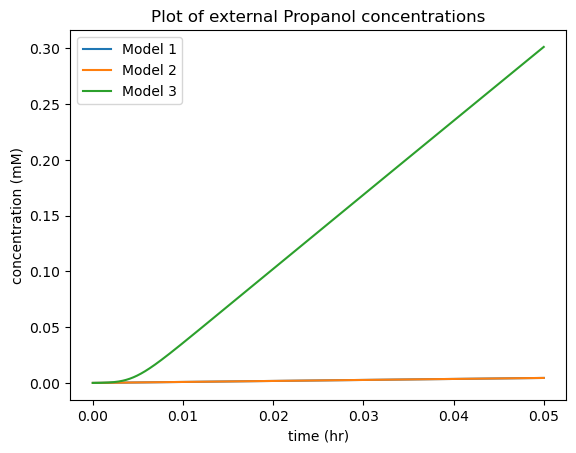 Plot of external Propanol concentrations
Model 1
Model 2
Model 3
concentration (mM)
0.30
0.25
0.20
0.15
0.10
0.05
0.00
0.00 0.01 0.02 0.03 0.04 0.05
time (hr)